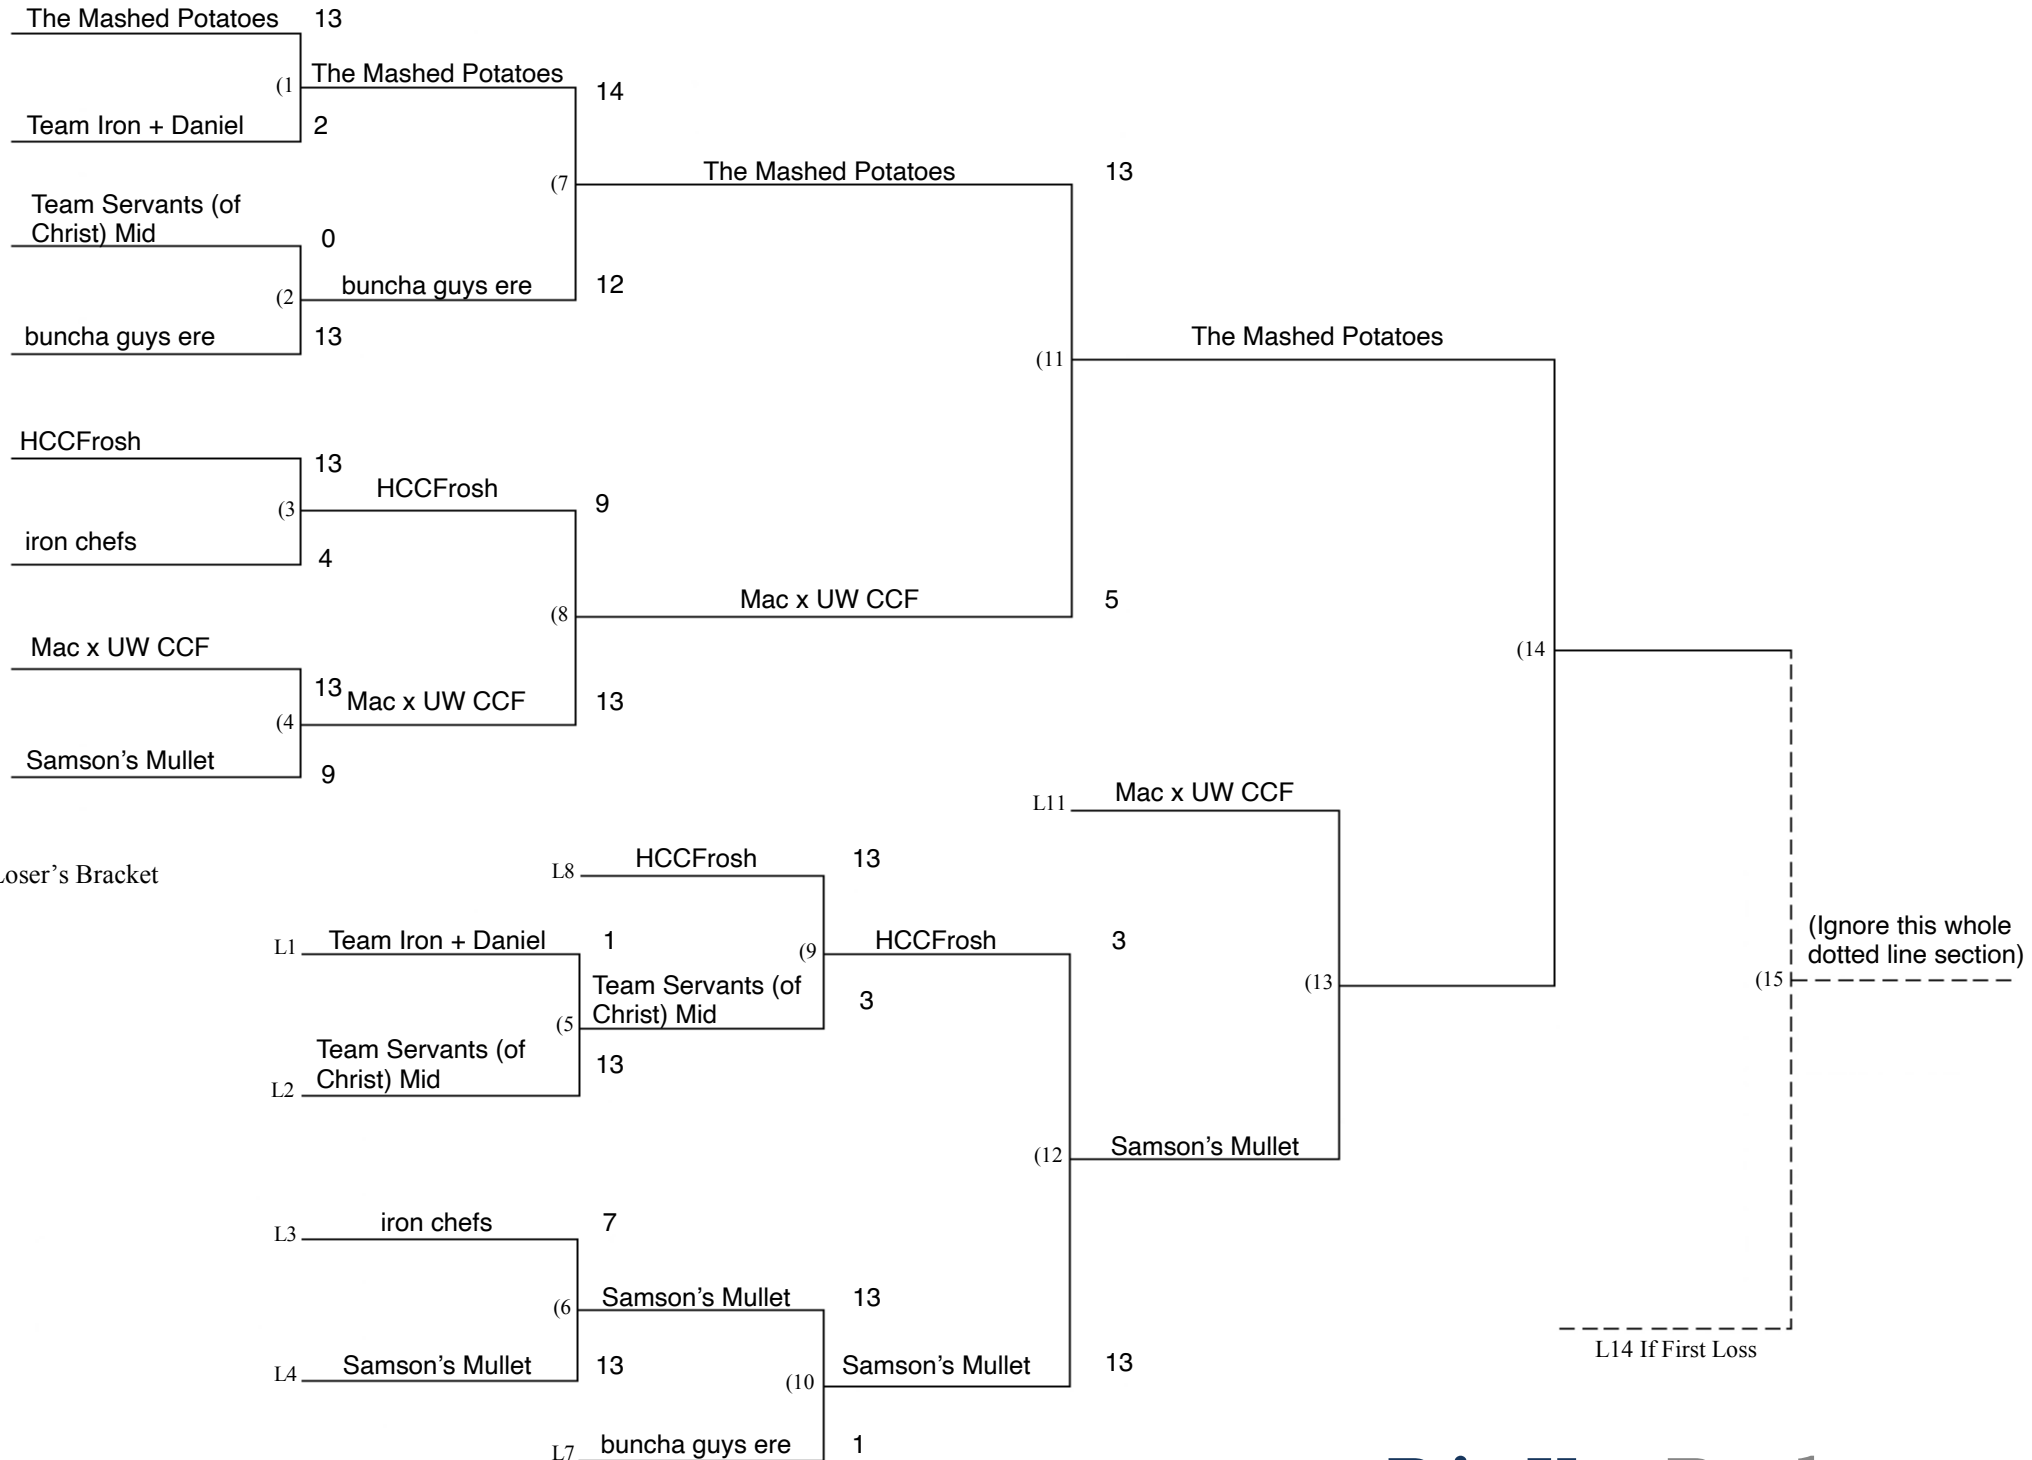 The Mashed Potatoes 13
(1 The Mashed Potatoes 14
Team Iron + Daniel 2
(7 The Mashed Potatoes 13
Team Servants (of
Christ) Mid 0
(2 buncha guys ere 12
buncha guys ere 13
(11 The Mashed Potatoes
HCCFrosh 13
(3 HCCFrosh 9
iron chefs 4
(8 Mac x UW CCF 5
Mac x UW CCF 13
(4 Mac x UW CCF 13
Samson's Mullet 9
(14
L11 Mac x UW CCF
Loser's Bracket
L8 HCCFrosh 13
L1 Team Iron + Daniel 1
(9 HCCFrosh 3
(5 Team Servants (of
Christ) Mid 3
L2 Team Servants (of
Christ) Mid 13
(13
(15 (Ignore this whole
dotted line section)
(12 Samson's Mullet
L3 iron chefs 7
(6 Samson's Mullet 13
L4 Samson's Mullet 13
(10 Samson's Mullet 13
L7 buncha guys ere 1
L14 If First Loss